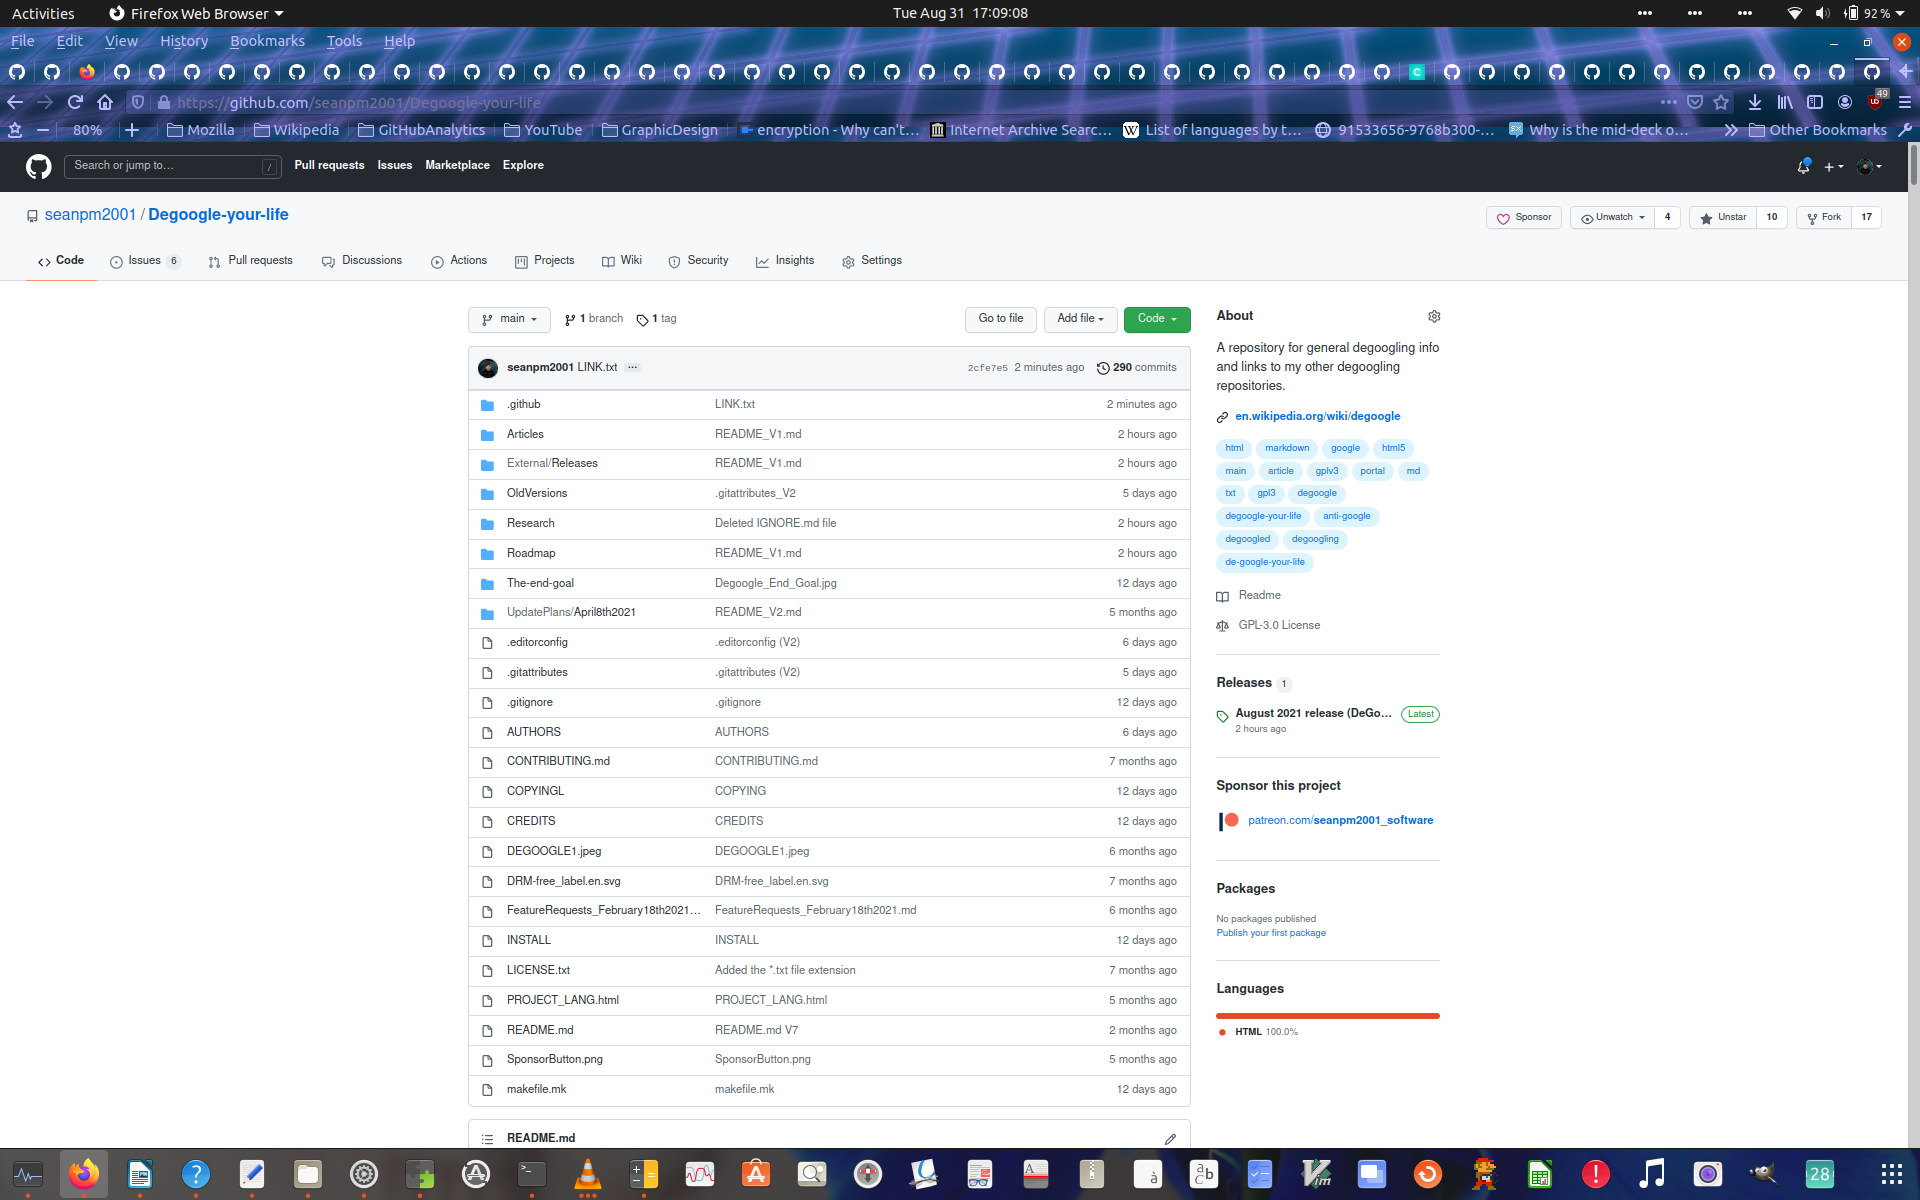 Activities Firefox Web Browser Tue Aug 31 17:09:08 92 %
File Edit View History Bookmarks Tools Help
https://github.com/seanpm2001/Degoogle-your-life 49
80% Mozilla Wikipedia GitHubAnalytics YouTube GraphicDesign encryption - Why can't… Internet Archive Searc… List of languages by t… 91533656-9768b300-… Why is the mid-deck o… Other Bookmarks
Search or jump to… / Pull requests Issues Marketplace Explore
seanpm2001 / Degoogle-your-life Sponsor Unwatch 4 Unstar 10 Fork 17
Code Issues 6 Pull requests Discussions Actions Projects Wiki Security Insights Settings
main 1 branch 1 tag Go to file Add file Code
seanpm2001 LINK.txt ... 2cfe7e5 2 minutes ago 290 commits
.github LINK.txt 2 minutes ago
Articles README_V1.md 2 hours ago
External/Releases README_V1.md 2 hours ago
OldVersions .gitattributes_V2 5 days ago
Research Deleted IGNORE.md file 2 hours ago
Roadmap README_V1.md 2 hours ago
The-end-goal Degoogle_End_Goal.jpg 12 days ago
UpdatePlans/April8th2021 README_V2.md 5 months ago
.editorconfig .editorconfig (V2) 6 days ago
.gitattributes .gitattributes (V2) 5 days ago
.gitignore .gitignore 12 days ago
AUTHORS AUTHORS 6 days ago
CONTRIBUTING.md CONTRIBUTING.md 7 months ago
COPYINGL COPYING 12 days ago
CREDITS CREDITS 12 days ago
DEGOOGLE1.jpeg DEGOOGLE1.jpeg 6 months ago
DRM-free_label.en.svg DRM-free_label.en.svg 7 months ago
FeatureRequests_February18th2021… FeatureRequests_February18th2021.md 6 months ago
INSTALL INSTALL 12 days ago
LICENSE.txt Added the *.txt file extension 7 months ago
PROJECT_LANG.html PROJECT_LANG.html 5 months ago
README.md README.md V7 2 months ago
SponsorButton.png SponsorButton.png 5 months ago
makefile.mk makefile.mk 12 days ago
README.md
About
A repository for general degoogling info
and links to my other degoogling
repositories.
en.wikipedia.org/wiki/degoogle
html markdown google html5
main article gplv3 portal md
txt gpl3 degoogle
degoogle-your-life anti-google
degoogled degoogling
de-google-your-life
Readme
GPL-3.0 License
Releases 1
August 2021 release (DeGo... Latest
2 hours ago
Sponsor this project
patreon.com/seanpm2001_software
Packages
No packages published
Publish your first package
Languages
HTML 100.0%
28